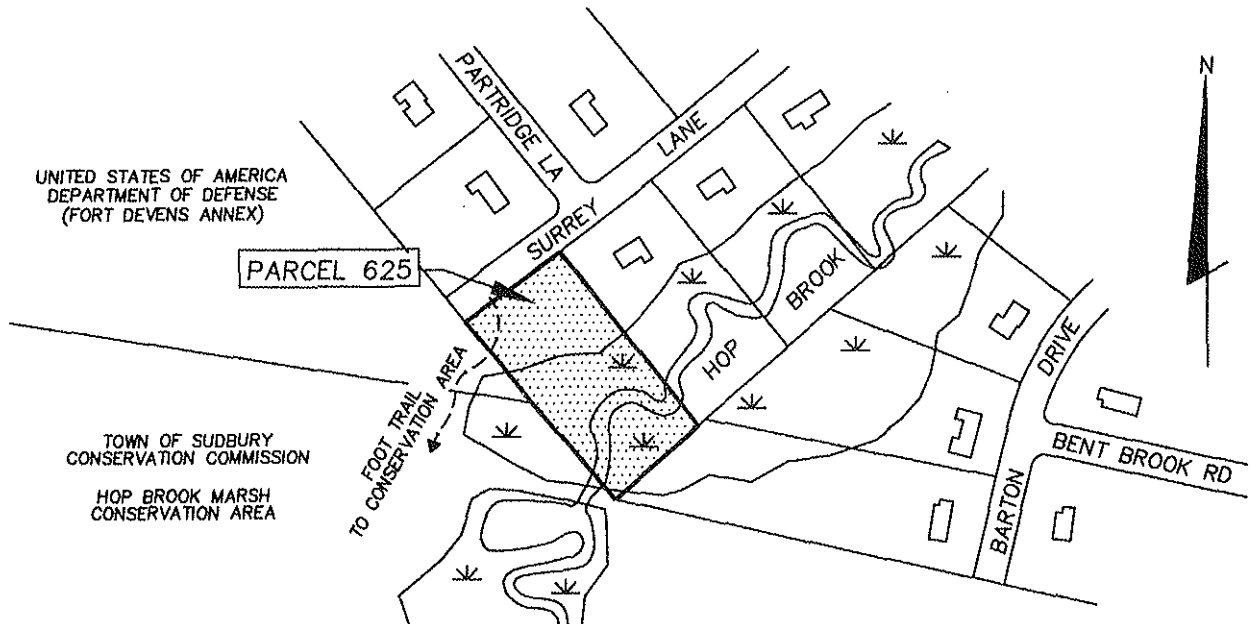 N
PARTRIDGE LA
SURREY LANE
UNITED STATES OF AMERICA
DEPARTMENT OF DEFENSE
(FORT DEVENS ANNEX)
PARCEL 625
HOP BROOK
FOOT TRAIL
TO CONSERVATION AREA
TOWN OF SUDBURY
CONSERVATION COMMISSION
HOP BROOK MARSH
CONSERVATION AREA
BARTON DRIVE
BENT BROOK RD